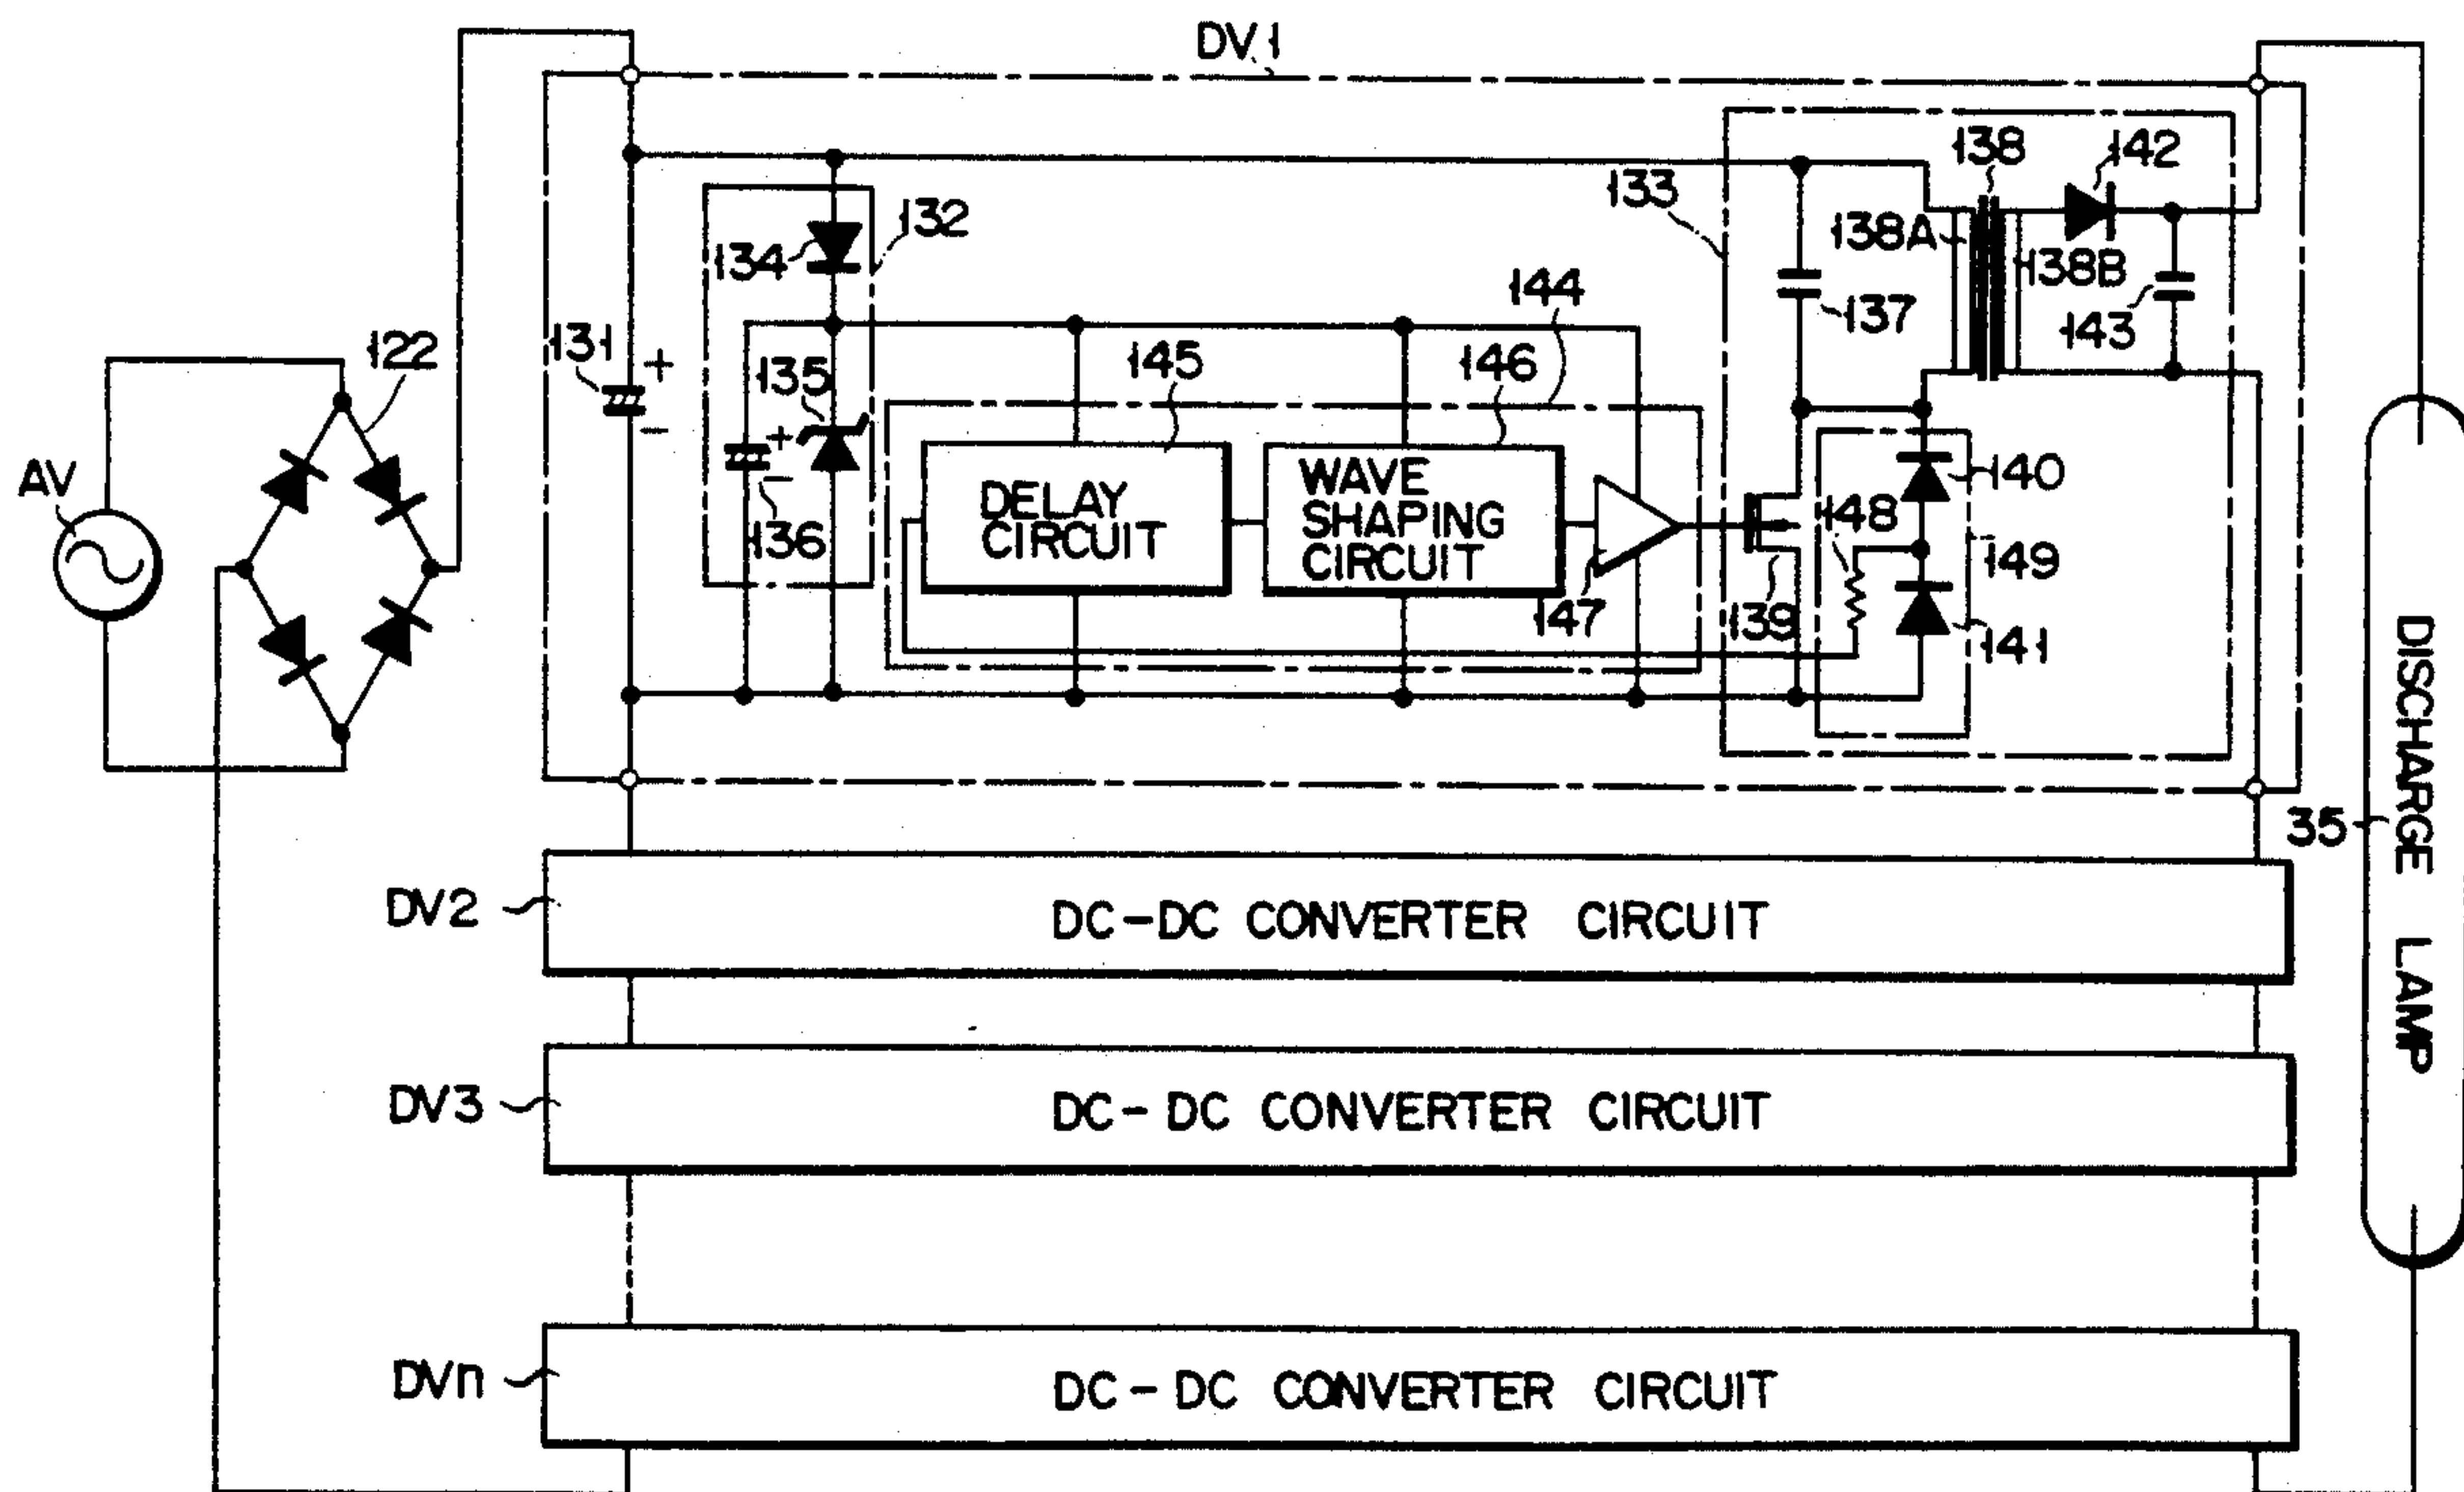 DV1
138
142
133
132
138A
134
138B
144
137
143
122
131
+
-
135
145
146
+
-
AV
DELAY
CIRCUIT
WAVE
SHAPING
CIRCUIT
148
140
136
149
147
139
141
35
DISCHARGE LAMP
DV2
DC-DC CONVERTER CIRCUIT
DV3
DC-DC CONVERTER CIRCUIT
DVn
DC-DC CONVERTER CIRCUIT